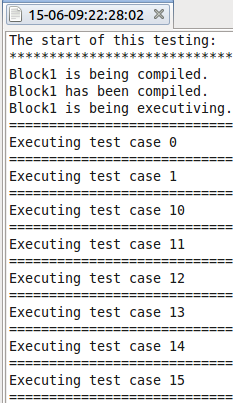 15-06-09:22:28:02
The start of this testing:
****************************
Block1 is being compiled.
Block1 has been compiled.
Block1 is being executiving.
============================
Executing test case 0
============================
Executing test case 1
============================
Executing test case 10
============================
Executing test case 11
============================
Executing test case 12
============================
Executing test case 13
============================
Executing test case 14
============================
Executing test case 15
============================